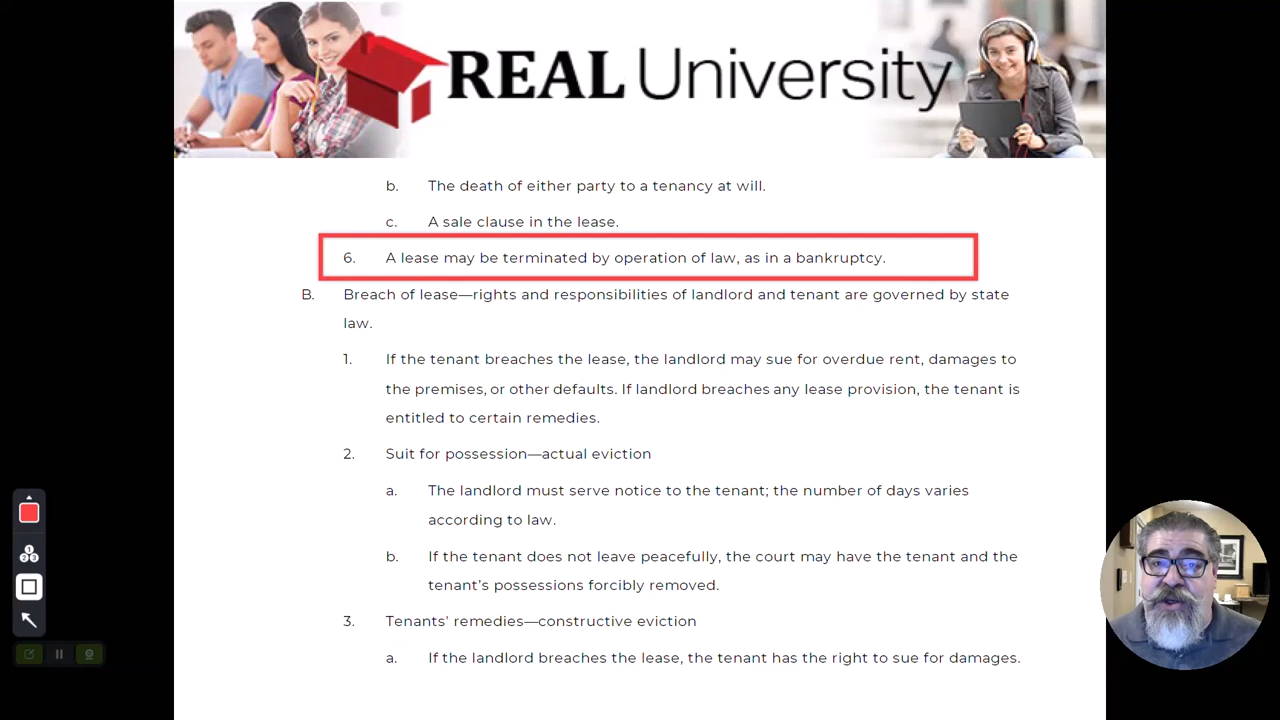 REAL University
b. The death of either party to a tenancy at will.
c. A sale clause in the lease.
6. A lease may be terminated by operation of law, as in a bankruptcy.
B. Breach of lease—rights and responsibilities of landlord and tenant are governed by state
law.
1. If the tenant breaches the lease, the landlord may sue for overdue rent, damages to
the premises, or other defaults. If landlord breaches any lease provision, the tenant is
entitled to certain remedies.
2. Suit for possession—actual eviction
a. The landlord must serve notice to the tenant; the number of days varies
according to law.
b. If the tenant does not leave peacefully, the court may have the tenant and the
tenant’s possessions forcibly removed.
3. Tenants’ remedies—constructive eviction
a. If the landlord breaches the lease, the tenant has the right to sue for damages.